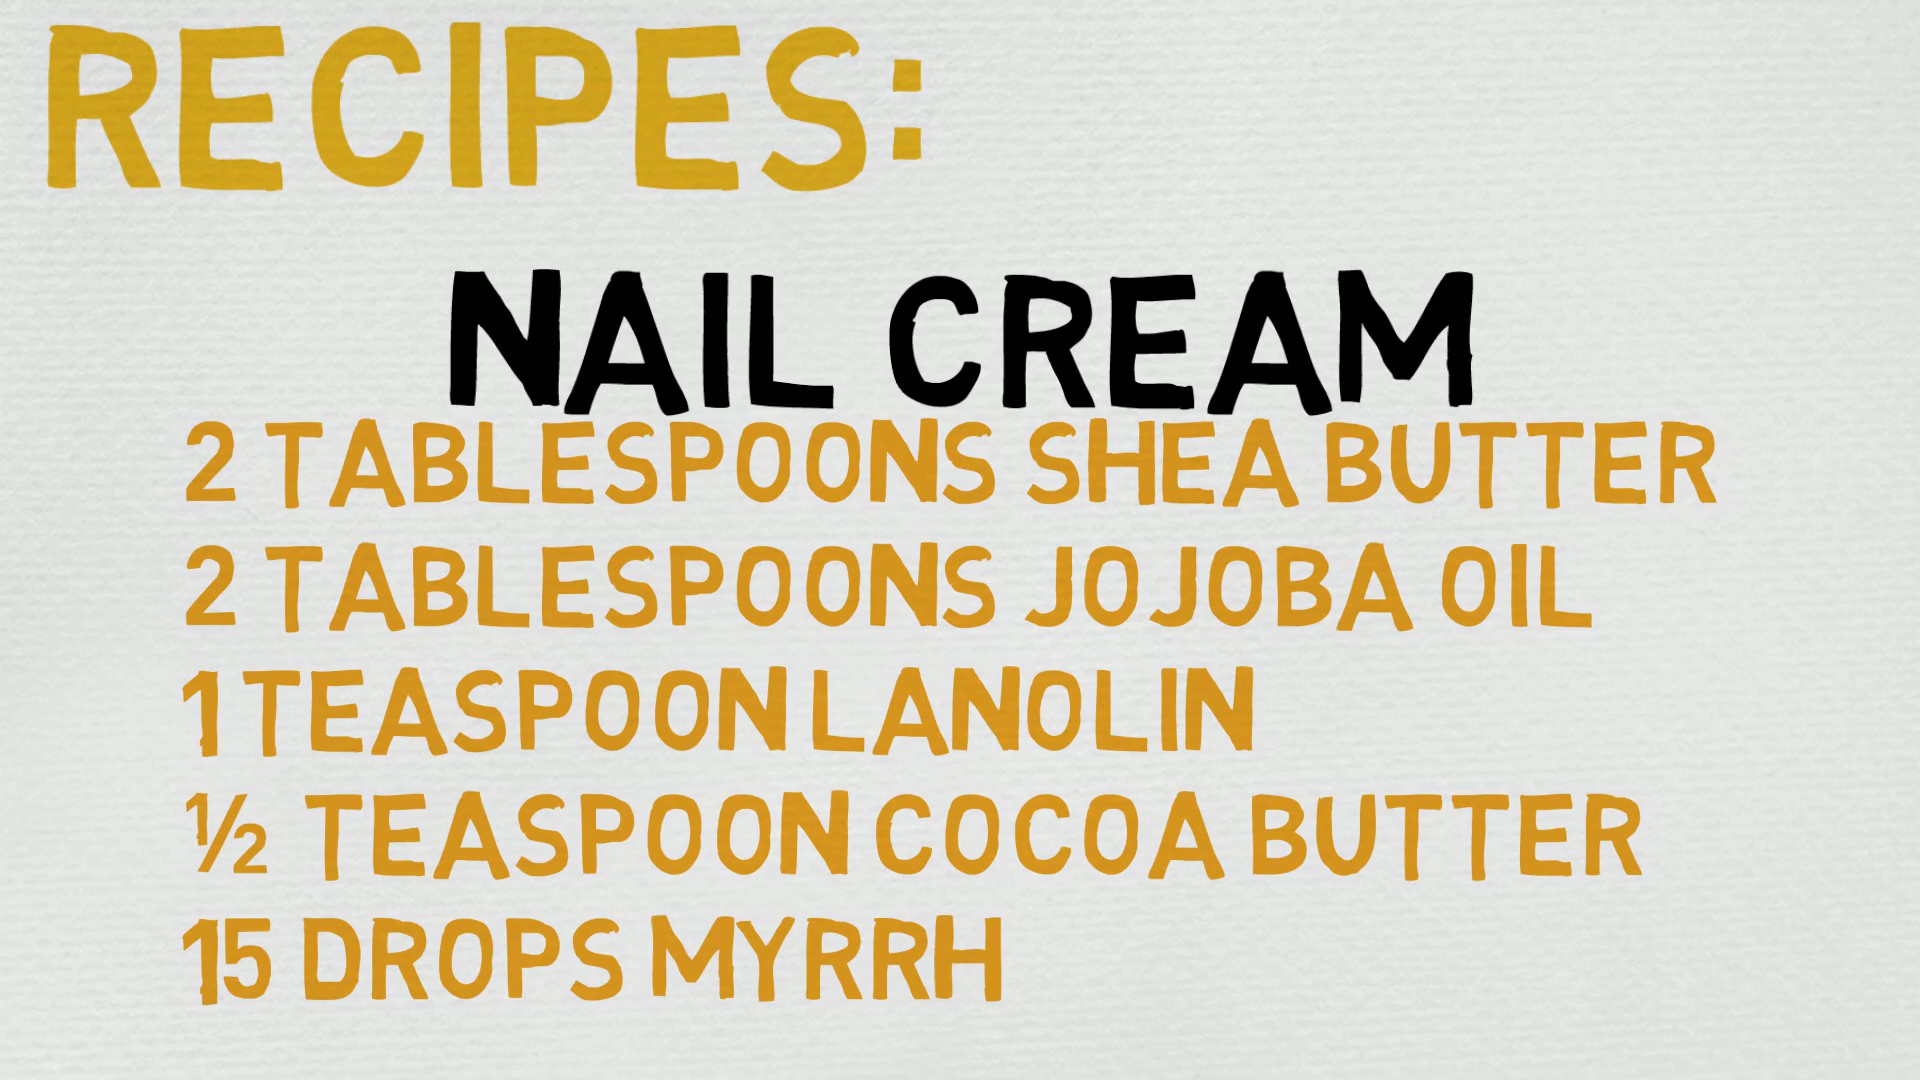 RECIPES:
NAIL CREAM
2 TABLESPOONS SHEA BUTTER
2 TABLESPOONS JOJOBA OIL
1 TEASPOON LANOLIN
½ TEASPOON COCOA BUTTER
15 DROPS MYRRH